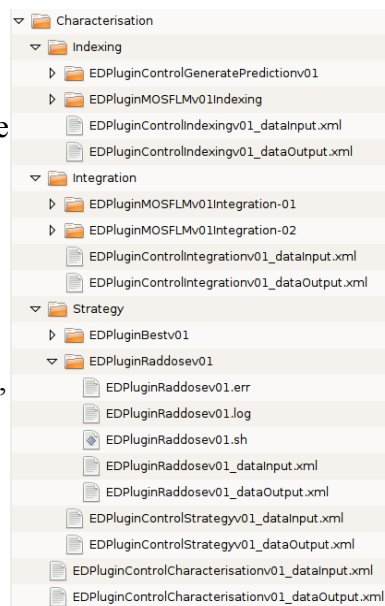 Characterisation
Indexing
EDPluginControlGeneratePredictionv01
EDPluginMOSFLMv01Indexing
e
EDPluginControlIndexingv01_dataInput.xml
EDPluginControlIndexingv01_dataOutput.xml
Integration
EDPluginMOSFLMv01Integration-01
EDPluginMOSFLMv01Integration-02
EDPluginControlIntegrationv01_dataInput.xml
EDPluginControlIntegrationv01_dataOutput.xml
Strategy
EDPluginBestv01
EDPluginRaddosev01
,
EDPluginRaddosev01.err
EDPluginRaddosev01.log
EDPluginRaddosev01.sh
EDPluginRaddosev01_dataInput.xml
EDPluginRaddosev01_dataOutput.xml
EDPluginControlStrategyv01_dataInput.xml
EDPluginControlStrategyv01_dataOutput.xml
EDPluginControlCharacterisationv01_dataInput.xml
EDPluginControlCharacterisationv01_dataOutput.xml